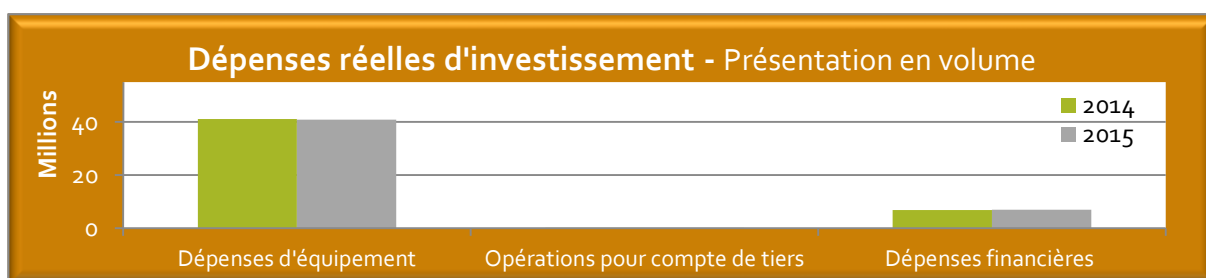 Dépenses réelles d'investissement - Présentation en volume
Millions
40
20
0
2014
2015
Dépenses d'équipement
Opérations pour compte de tiers
Dépenses financières